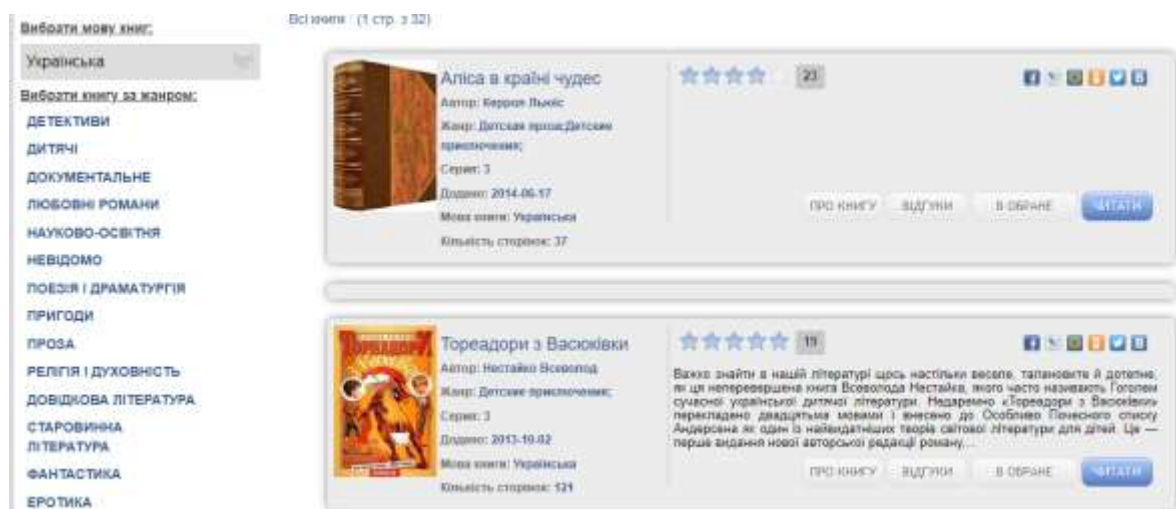 Всі книги : (1 стр. з 32)
Вибрати мову книг:
Українська
Вибрати книгу за жанром:
ДЕТЕКТИВИ
ДИТЯЧІ
ДОКУМЕНТАЛЬНЕ
ЛЮБОВНІ РОМАНИ
НАУКОВО-ОСВІТНЯ
НЕВІДОМО
ПОЕЗІЯ І ДРАМАТУРГІЯ
ПРИГОДИ
ПРОЗА
РЕЛІГІЯ І ДУХОВНІСТЬ
ДОВІДКОВА ЛІТЕРАТУРА
СТАРОВИННА
ЛІТЕРАТУРА
ФАНТАСТИКА
ЕРОТИКА
Аліса в країні чудес
Автор: Керрол Льюїс
Жанр: Детская проза;Детские
приключения;
Серия: 3
Додано: 2014-06-17
Мова книги: Українська
Кількість сторінок: 37
23
ПРО КНИГУ ВІДГУКИ В ОБРАНЕ ЧИТАТИ
ТОРЕАДОРИ
Тореадори з Васюківки
Автор: Нестайко Всеволод
Жанр: Детские приключения;
Серия: 3
Додано: 2013-10-02
Мова книги: Українська
Кількість сторінок: 121
19
Важко знайти в нашій літературі щось настільки веселе, талановите й дотепне,
як ця неперевершена книга Всеволода Нестайка, якого часто називають Гоголем
сучасної української дитячої літератури. Недаремно «Тореадори з Васюківки»
перекладено двадцятьма мовами і внесено до Особливо Почесного списку
Андерсена як один із найвидатніших творів світової літератури для дітей. Це —
перше видання нової авторської редакції роману...
ПРО КНИГУ ВІДГУКИ В ОБРАНЕ ЧИТАТИ